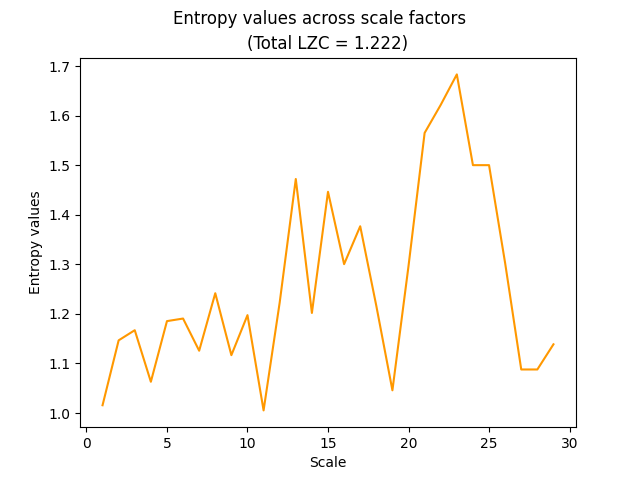 Entropy values across scale factors
(Total LZC = 1.222)
1.7
1.6
1.5
1.4
1.3
1.2
1.1
1.0
Entropy values
0 5 10 15 20 25 30
Scale